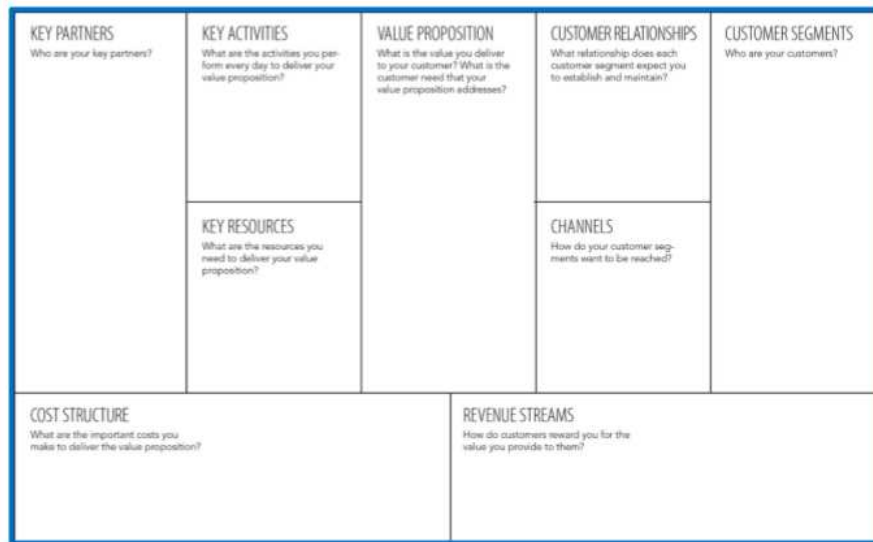 KEY PARTNERS
Who are your key partners?
KEY ACTIVITIES
What are the activities you per-
form every day to deliver your
value proposition?
KEY RESOURCES
What are the resources you
need to deliver your value
proposition?
VALUE PROPOSITION
What is the value you deliver
to your customer? What is the
customer need that your
value proposition addresses?
CUSTOMER RELATIONSHIPS
What relationship does each
customer segment expect you
to establish and maintain?
CHANNELS
How do your customer seg-
ments want to be reached?
CUSTOMER SEGMENTS
Who are your customers?
COST STRUCTURE
What are the important costs you
make to deliver the value proposition?
REVENUE STREAMS
How do customers reward you for the
value you provide to them?